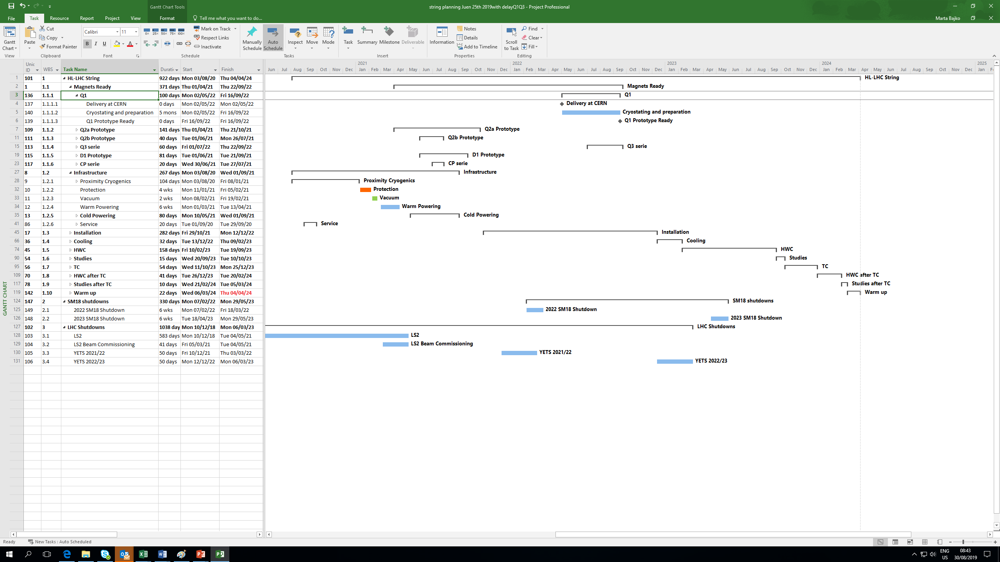 Gantt Chart Tools
string planning Juen 25th 2019with delayQ1Q3 - Project Professional
File Task Resource Report Project View Format Tell me what you want to do... Marta Bajko
Gantt Chart
View
Paste
Cut
Copy
Format Painter
Clipboard
Calibri 11
B I U A
Font
0% 25% 50% 75% 100%
Mark on Track
Respect Links
Inactivate
Schedule
Manually Schedule
Auto Schedule
Inspect Move Mode
Tasks
Task Summary Milestone Deliverable
Insert
Information
Notes
Details
Add to Timeline
Properties
Scroll to Task
Find
Clear
Fill
Editing
2021 2022 2023 2024 2025
ID WBS Task Name Start Finish
Jun Jul Aug Sep Oct Nov Dec Jan Feb Mar Apr May Jun Jul Aug Sep Oct Nov Dec Jan Feb Mar Apr May Jun Jul Aug Sep Oct Nov Dec Jan Feb Mar Apr May Jun Jul Aug Sep Oct Nov Dec Jan Feb Mar Apr May Jun Jul Aug Sep Oct Nov Dec Jan
1 101 1 HL-LHC String 922 days Mon 03/08/20 Thu 04/04/24 HL-LHC String
2 1 1.1 Magnets Ready 371 days Thu 01/04/21 Thu 22/09/22 Magnets Ready
3 136 1.1.1 Q1 100 days Mon 02/05/22 Fri 16/09/22 Q1
4 137 1.1.1.1 Delivery at CERN 0 days Mon 02/05/22 Mon 02/05/22 Delivery at CERN
5 140 1.1.1.2 Cryostating and preparation 5 mons Mon 02/05/22 Fri 16/09/22 Cryostating and preparation
6 139 1.1.1.3 Q1 Prototype Ready 0 days Fri 16/09/22 Fri 16/09/22 Q1 Prototype Ready
7 109 1.1.2 Q2a Prototype 141 days Thu 01/04/21 Thu 21/10/21 Q2a Prototype
11 111 1.1.3 Q2b Prototype 40 days Tue 01/06/21 Mon 26/07/21 Q2b Prototype
15 113 1.1.4 Q3 serie 60 days Fri 01/07/22 Thu 22/09/22 Q3 serie
19 115 1.1.5 D1 Prototype 81 days Tue 01/06/21 Tue 21/09/21 D1 Prototype
23 117 1.1.6 CP serie 20 days Wed 30/06/21 Tue 27/07/21 CP serie
27 8 1.2 Infrastructure 267 days Mon 03/08/20 Wed 01/09/21 Infrastructure
28 9 1.2.1 Proximity Cryogenics 104 days Mon 03/08/20 Fri 08/01/21 Proximity Cryogenics
32 10 1.2.2 Protection 4 wks Mon 11/01/21 Fri 05/02/21 Protection
33 11 1.2.3 Vacuum 2 wks Mon 08/02/21 Fri 19/02/21 Vacuum
34 12 1.2.4 Warm Powering 6 wks Mon 01/03/21 Tue 13/04/21 Warm Powering
35 13 1.2.5 Cold Powering 80 days Mon 10/05/21 Wed 01/09/21 Cold Powering
41 86 1.2.6 Service 20 days Tue 01/09/20 Tue 29/09/20 Service
45 17 1.3 Installation 282 days Fri 29/10/21 Mon 12/12/22 Installation
66 36 1.4 Cooling 32 days Tue 13/12/22 Thu 09/02/23 Cooling
74 45 1.5 HWC 158 days Fri 10/02/23 Tue 19/09/23 HWC
90 54 1.6 Studies 15 days Wed 20/09/23 Tue 10/10/23 Studies
95 56 1.7 TC 54 days Wed 11/10/23 Mon 25/12/23 TC
109 70 1.8 HWC after TC 41 days Tue 26/12/23 Tue 20/02/24 HWC after TC
117 78 1.9 Studies after TC 10 days Wed 21/02/24 Tue 05/03/24 Studies after TC
119 142 1.10 Warm up 22 days Wed 06/03/24 Thu 04/04/24 Warm up
124 147 2 SM18 shutdowns 330 days Mon 07/02/22 Mon 29/05/23 SM18 shutdowns
125 149 2.1 2022 SM18 Shutdown 6 wks Mon 07/02/22 Fri 18/03/22 2022 SM18 Shutdown
126 148 2.2 2023 SM18 Shutdown 6 wks Tue 18/04/23 Mon 29/05/23 2023 SM18 Shutdown
127 102 3 LHC Shutdowns 1038 day Mon 10/12/18 Mon 06/03/23 LHC Shutdowns
128 103 3.1 LS2 583 days Mon 10/12/18 Tue 04/05/21 LS2
129 104 3.2 LS2 Beam Commissioning 41 days Fri 05/03/21 Tue 04/05/21 LS2 Beam Commissioning
130 105 3.3 YETS 2021/22 50 days Fri 10/12/21 Thu 03/03/22 YETS 2021/22
131 106 3.4 YETS 2022/23 50 days Mon 12/12/22 Mon 06/03/23 YETS 2022/23
GANTT CHART
Ready New Tasks : Auto Scheduled
ENG US
08:43
30/08/2019